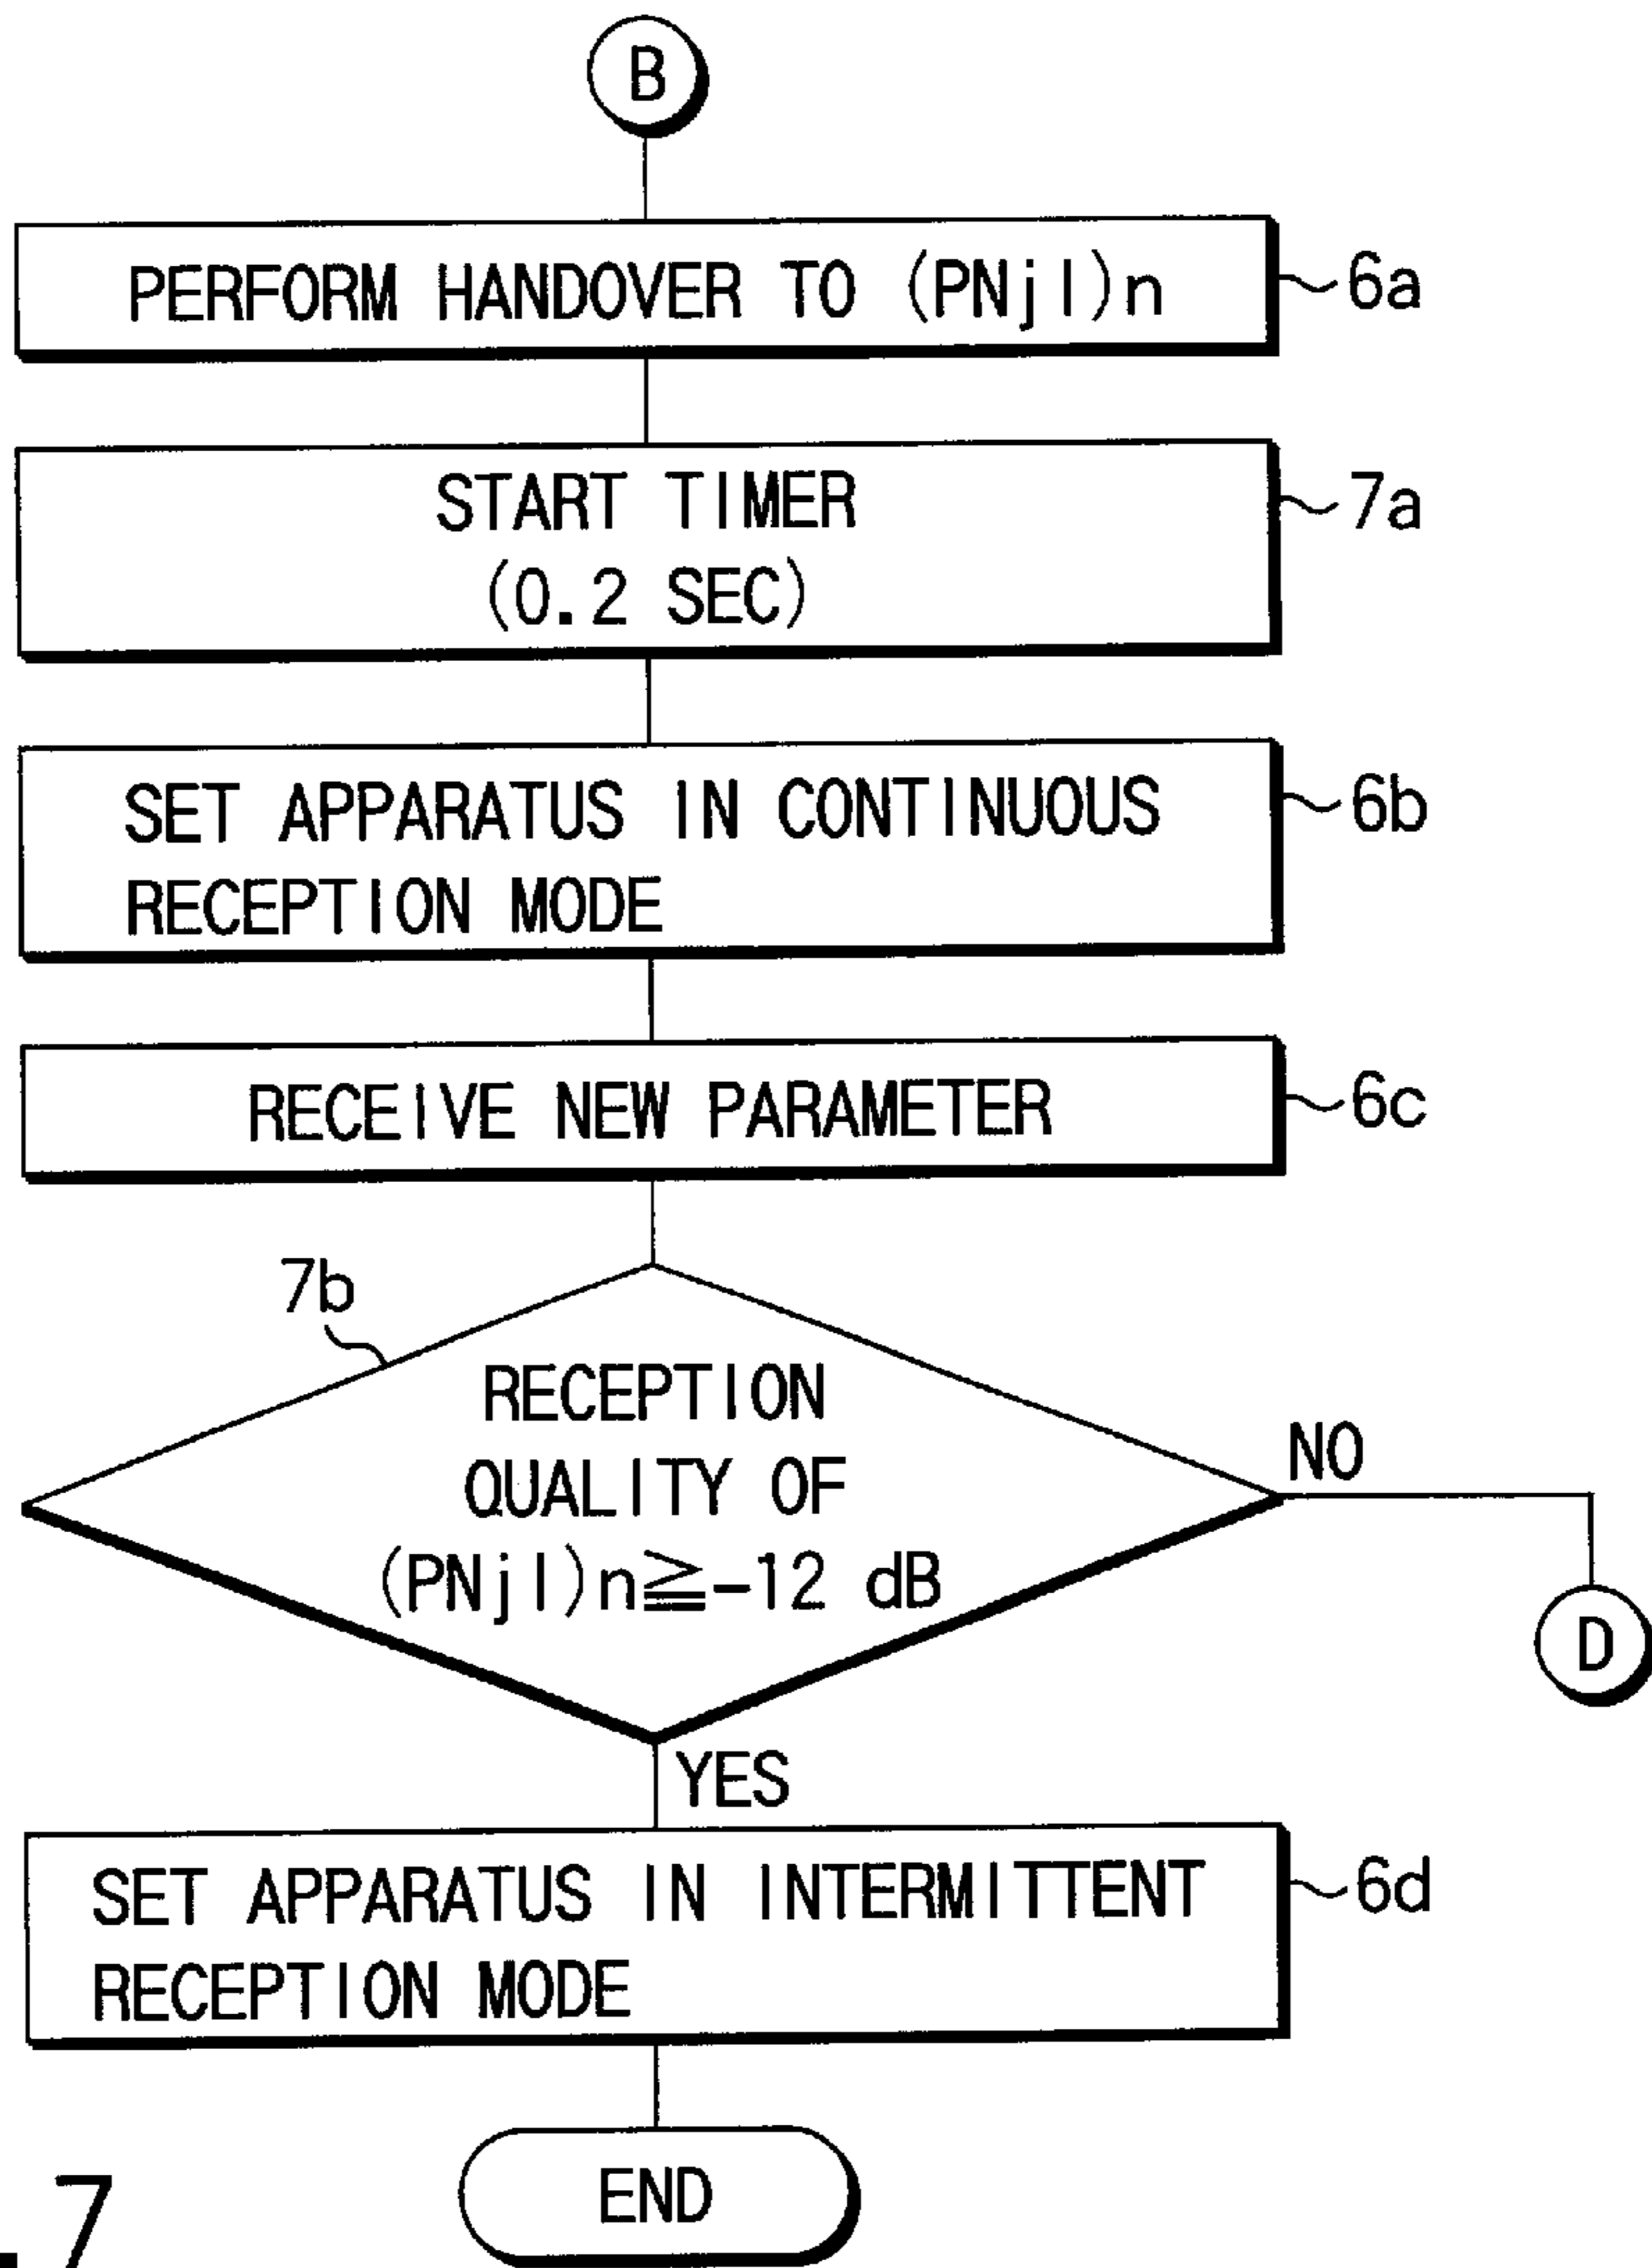 B
PERFORM HANDOVER TO (PNjl)n
6a
START TIMER
(0.2 SEC)
7a
SET APPARATUS IN CONTINUOUS
RECEPTION MODE
6b
RECEIVE NEW PARAMETER
6c
7b
RECEPTION
QUALITY OF
(PNjl)n≧-12 dB
NO
D
YES
SET APPARATUS IN INTERMITTENT
RECEPTION MODE
6d
END
.7